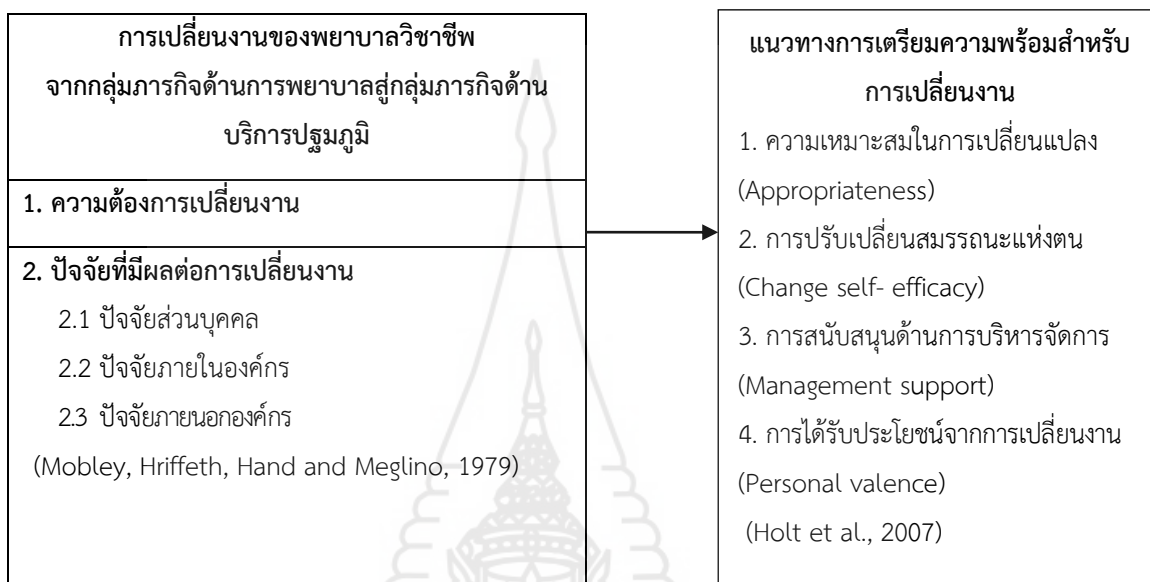 การเปลี่ยนงานของพยาบาลวิชาชีพ
จากกลุ่มภารกิจด้านการพยาบาลสู่กลุ่มภารกิจด้าน
บริการปฐมภูมิ
1. ความต้องการเปลี่ยนงาน
2. ปัจจัยที่มีผลต่อการเปลี่ยนงาน
2.1 ปัจจัยส่วนบุคคล
2.2 ปัจจัยภายในองค์กร
2.3 ปัจจัยภายนอกองค์กร
(Mobley, Hriffeth, Hand and Meglino, 1979)
แนวทางการเตรียมความพร้อมสำหรับ
การเปลี่ยนงาน
1. ความเหมาะสมในการเปลี่ยนแปลง
(Appropriateness)
2. การปรับเปลี่ยนสมรรถนะแห่งตน
(Change self- efficacy)
3. การสนับสนุนด้านการบริหารจัดการ
(Management support)
4. การได้รับประโยชน์จากการเปลี่ยนงาน
(Personal valence)
(Holt et al., 2007)